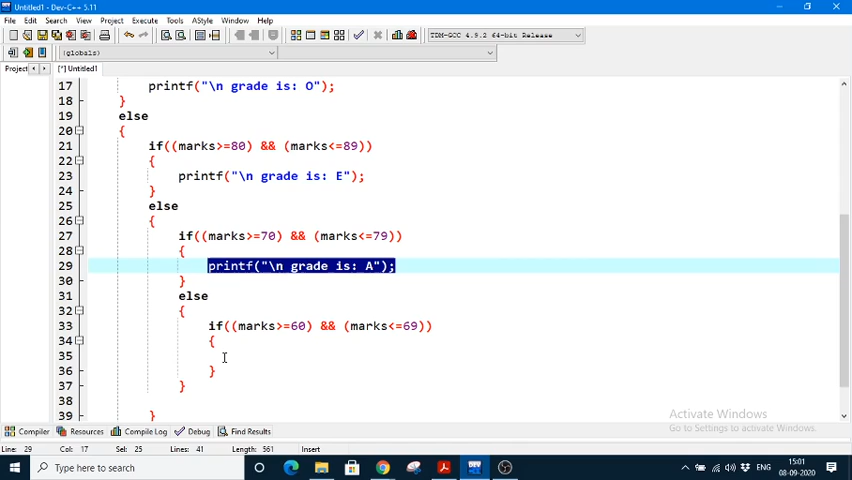 Untitled1 - Dev-C++ 5.11
File Edit Search View Project Execute Tools AStyle Window Help
TDM-GCC 4.9.2 64-bit Release
(globals)
Project
[*] Untitled1
17 printf("\n grade is: O");
18 }
19 else
20 {
21 if((marks>=80) && (marks<=89))
22 {
23 printf("\n grade is: E");
24 }
25 else
26 {
27 if((marks>=70) && (marks<=79))
28 {
29 printf("\n grade is: A");
30 }
31 else
32 {
33 if((marks>=60) && (marks<=69))
34 {
35
36 }
37 }
38
39 }
Activate Windows
Go to Settings to activate Windows.
Compiler Resources Compile Log Debug Find Results
Line: 29 Col: 17 Sel: 25 Lines: 41 Length: 561 Insert
Type here to search
DEV
ENG
15:01
08-09-2020